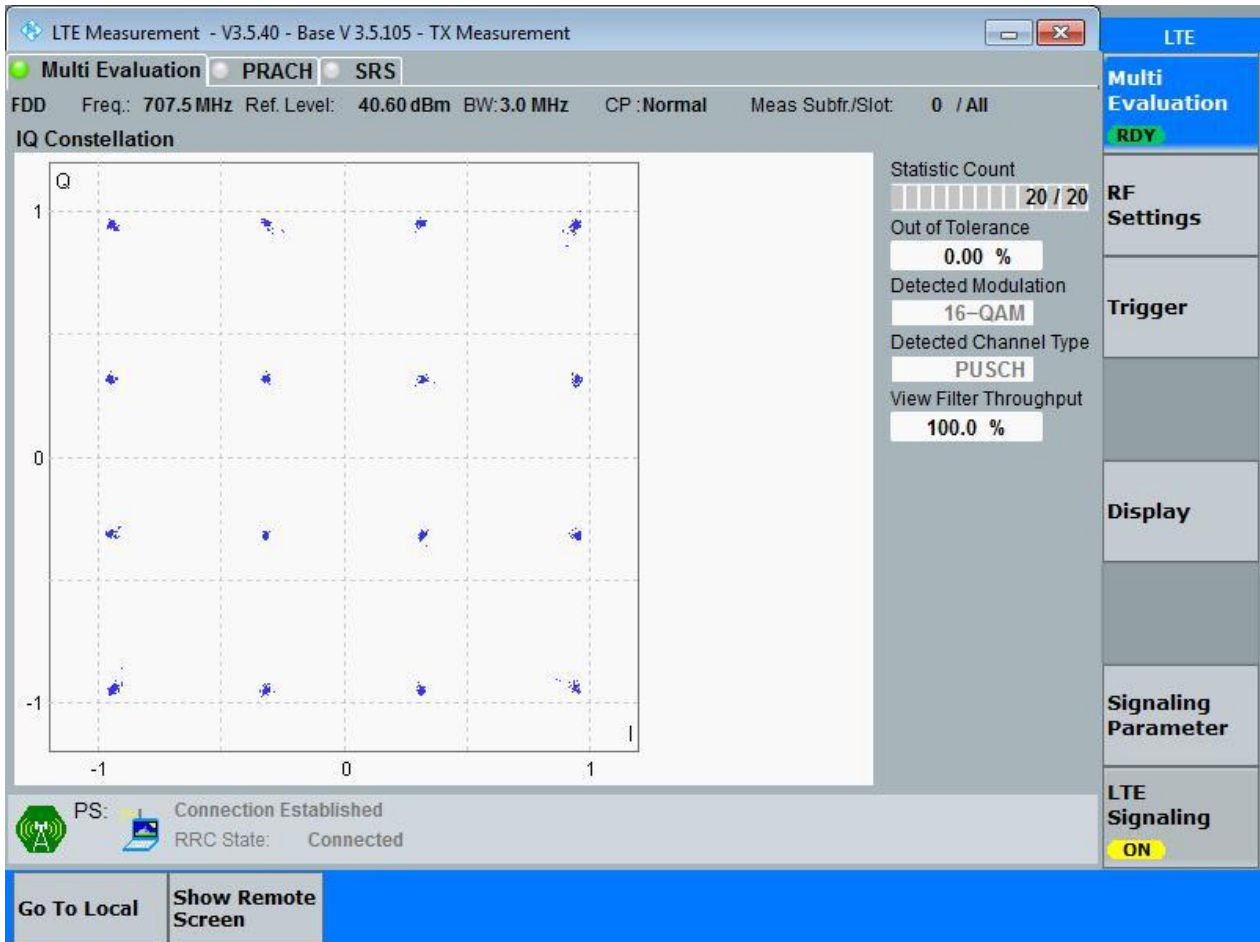 LTE Measurement - V3.5.40 - Base V 3.5.105 - TX Measurement
LTE
Multi Evaluation PRACH SRS
Multi
Evaluation
RDY
FDD Freq.: 707.5 MHz Ref. Level: 40.60 dBm BW: 3.0 MHz CP : Normal Meas Subfr./Slot: 0 / All
IQ Constellation
Q
1
0
-1
I
-1 0 1
Statistic Count
20 / 20
Out of Tolerance
0.00 %
Detected Modulation
16-QAM
Detected Channel Type
PUSCH
View Filter Throughput
100.0 %
RF
Settings
Trigger
Display
Signaling
Parameter
LTE
Signaling
ON
PS: Connection Established
RRC State: Connected
Go To Local
Show Remote
Screen